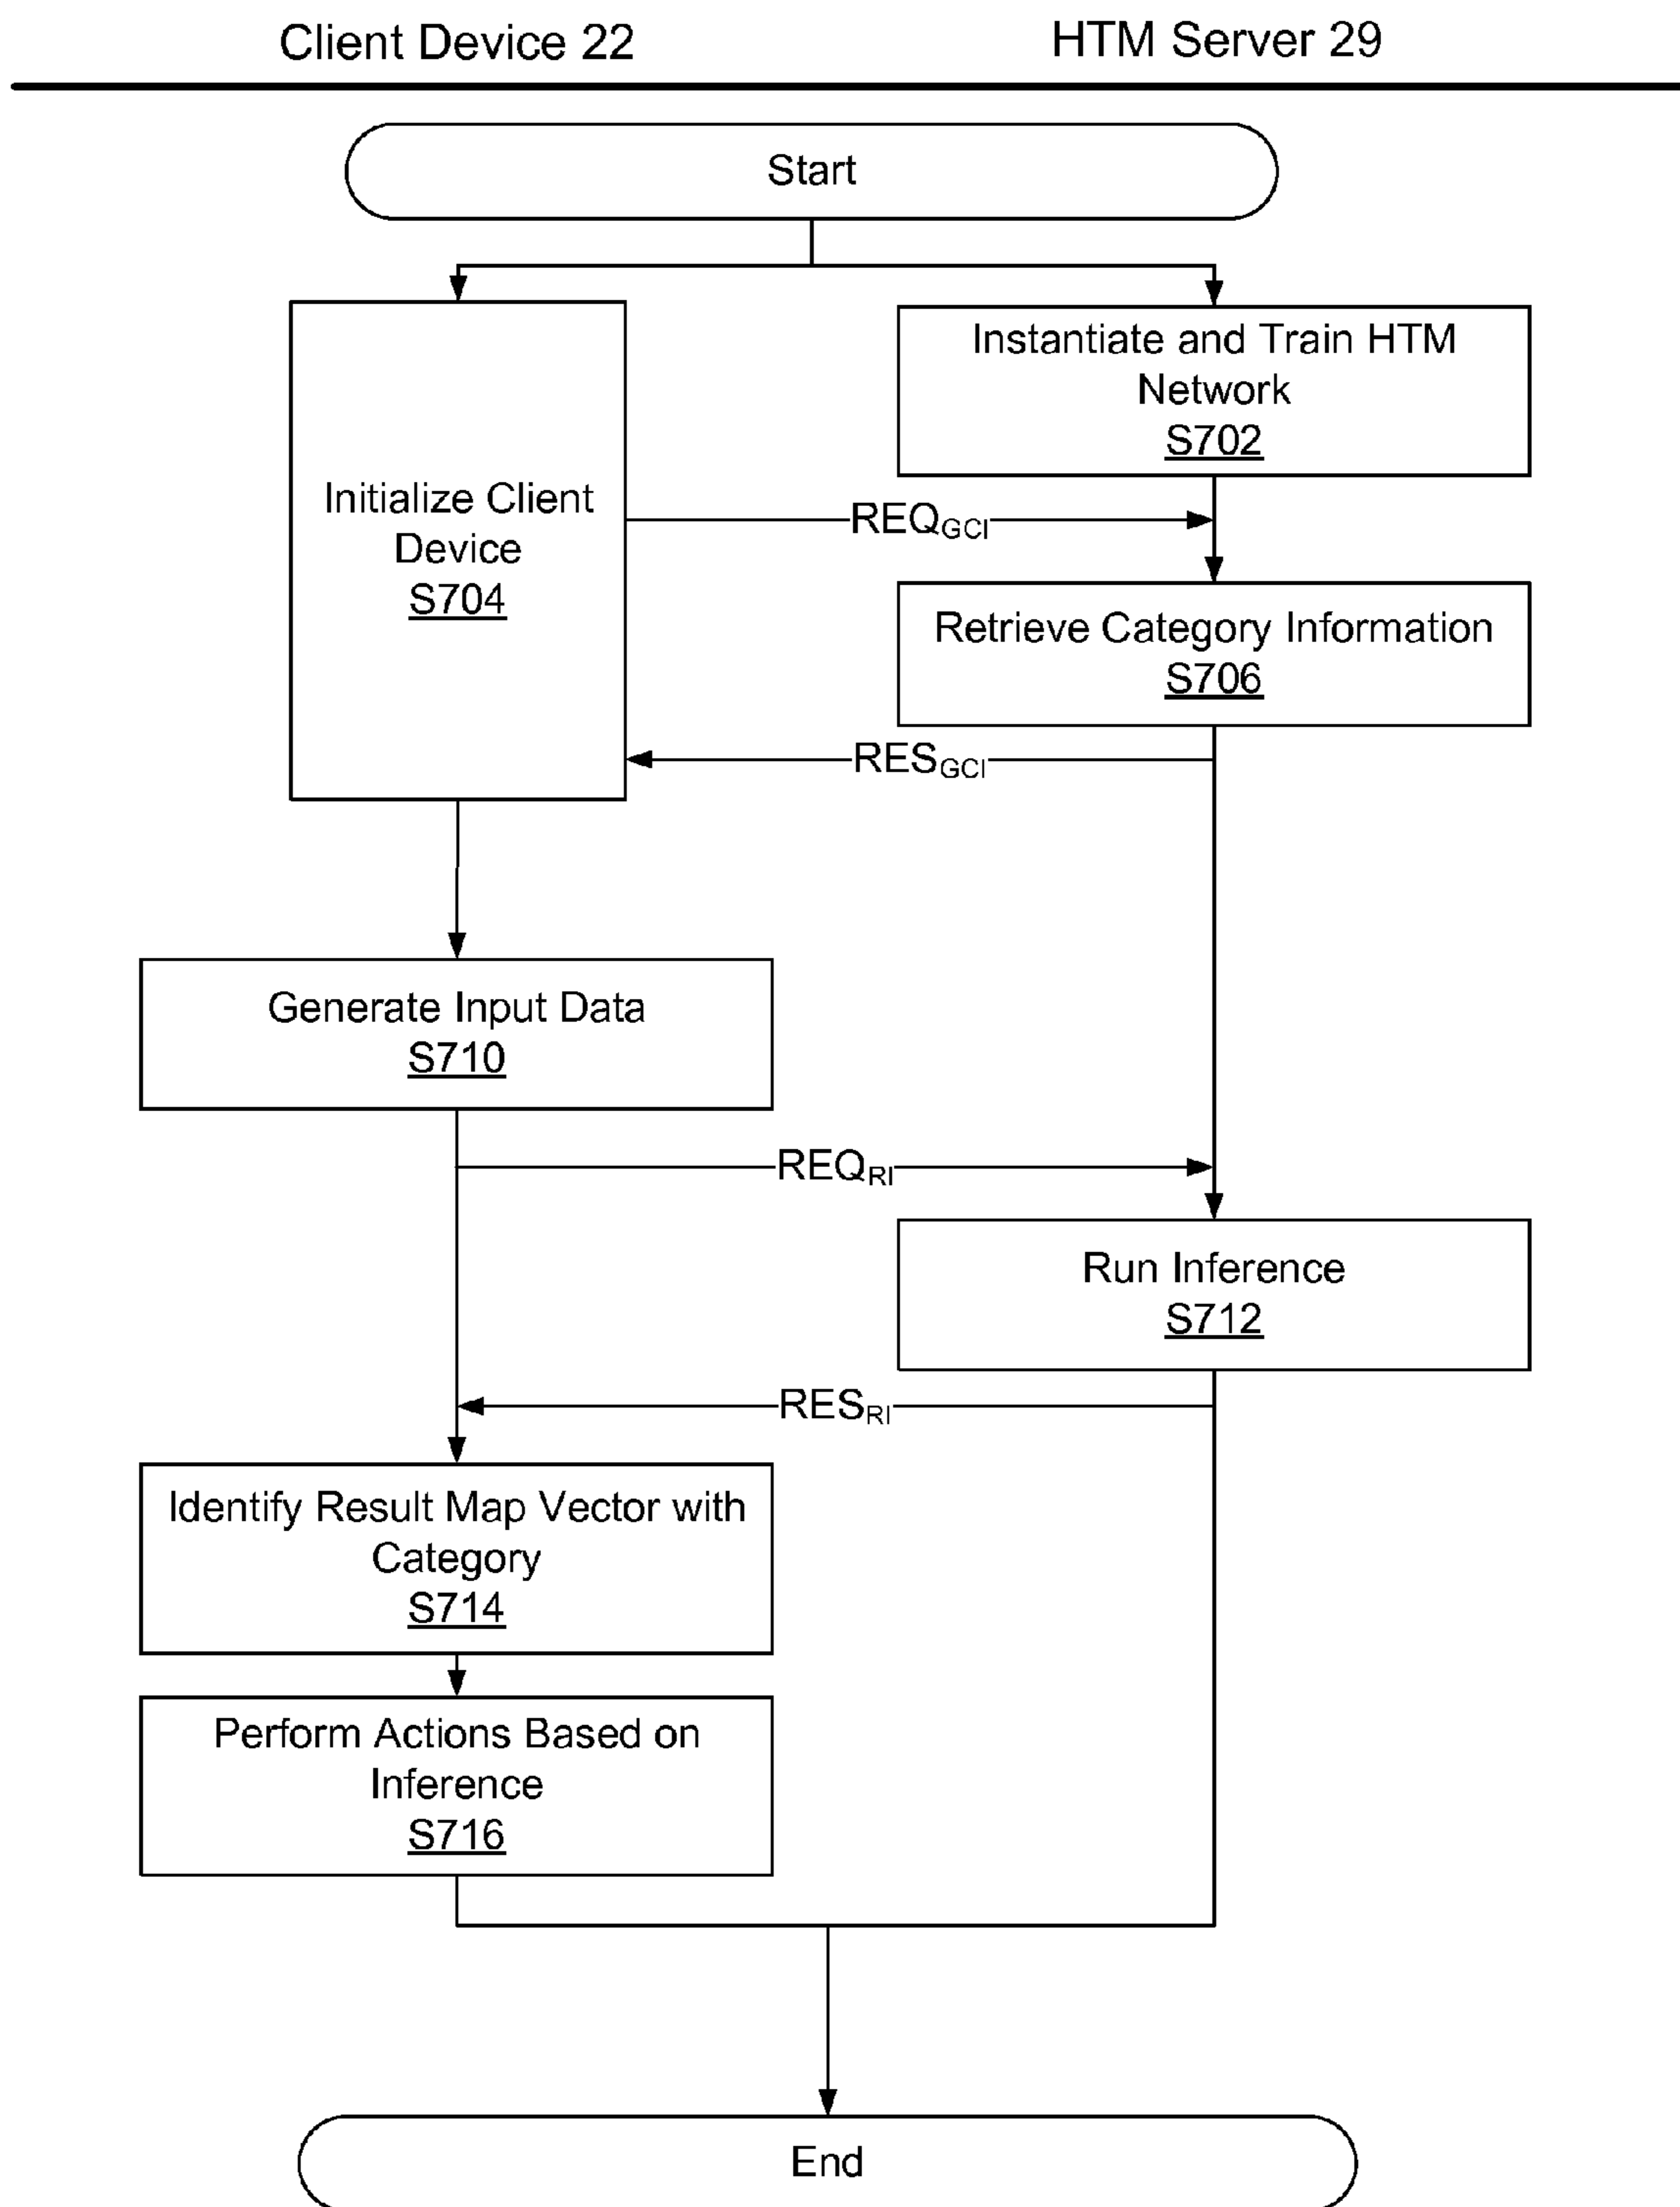 Client Device 22
HTM Server 29
Start
Instantiate and Train HTM
Network
S702
Initialize Client
Device
S704
REQGCI
Retrieve Category Information
S706
RESGCI
Generate Input Data
S710
REQRI
Run Inference
S712
RESRI
Identify Result Map Vector with
Category
S714
Perform Actions Based on
Inference
S716
End